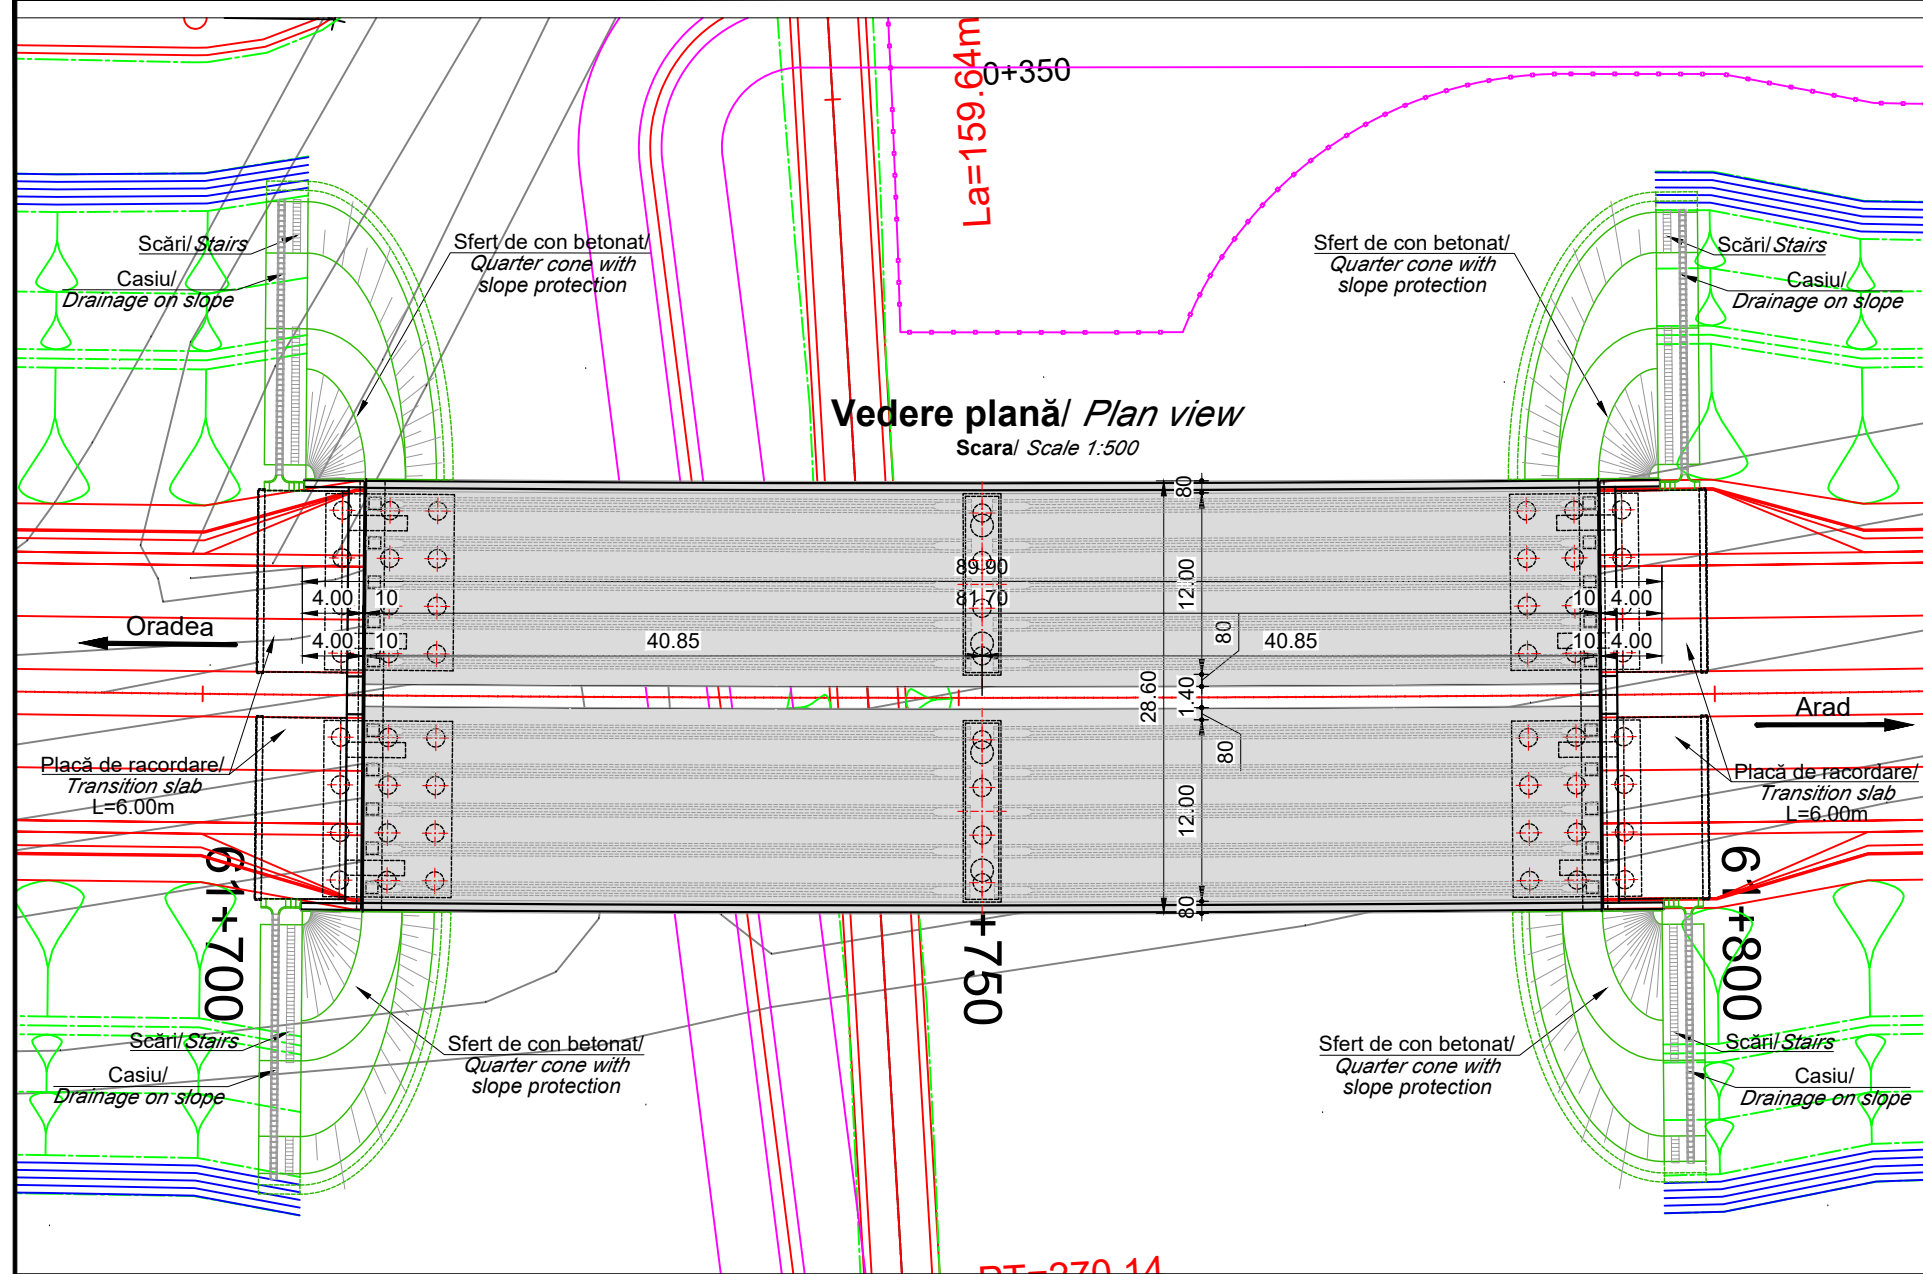 La=159.64m
0+350
Scări/Stairs
Casiu/
Drainage on slope
Sfert de con betonat/
Quarter cone with
slope protection
Sfert de con betonat/
Quarter cone with
slope protection
Scări/Stairs
Casiu/
Drainage on slope
Vedere plană/ Plan view
Scara/ Scale 1:500
80
89.90
12.00
4.00 10
81.70
10 4.00
Oradea
4.00 10
40.85
80
40.85
10 4.00
28.60
1.40
Arad
80
Placă de racordare/
Transition slab
L=6.00m
Placă de racordare/
Transition slab
L=6.00m
12.00
80
61+700
+750
61+800
Scări/Stairs
Casiu/
Drainage on slope
Sfert de con betonat/
Quarter cone with
slope protection
Sfert de con betonat/
Quarter cone with
slope protection
Scări/Stairs
Casiu/
Drainage on slope
PT=270.14